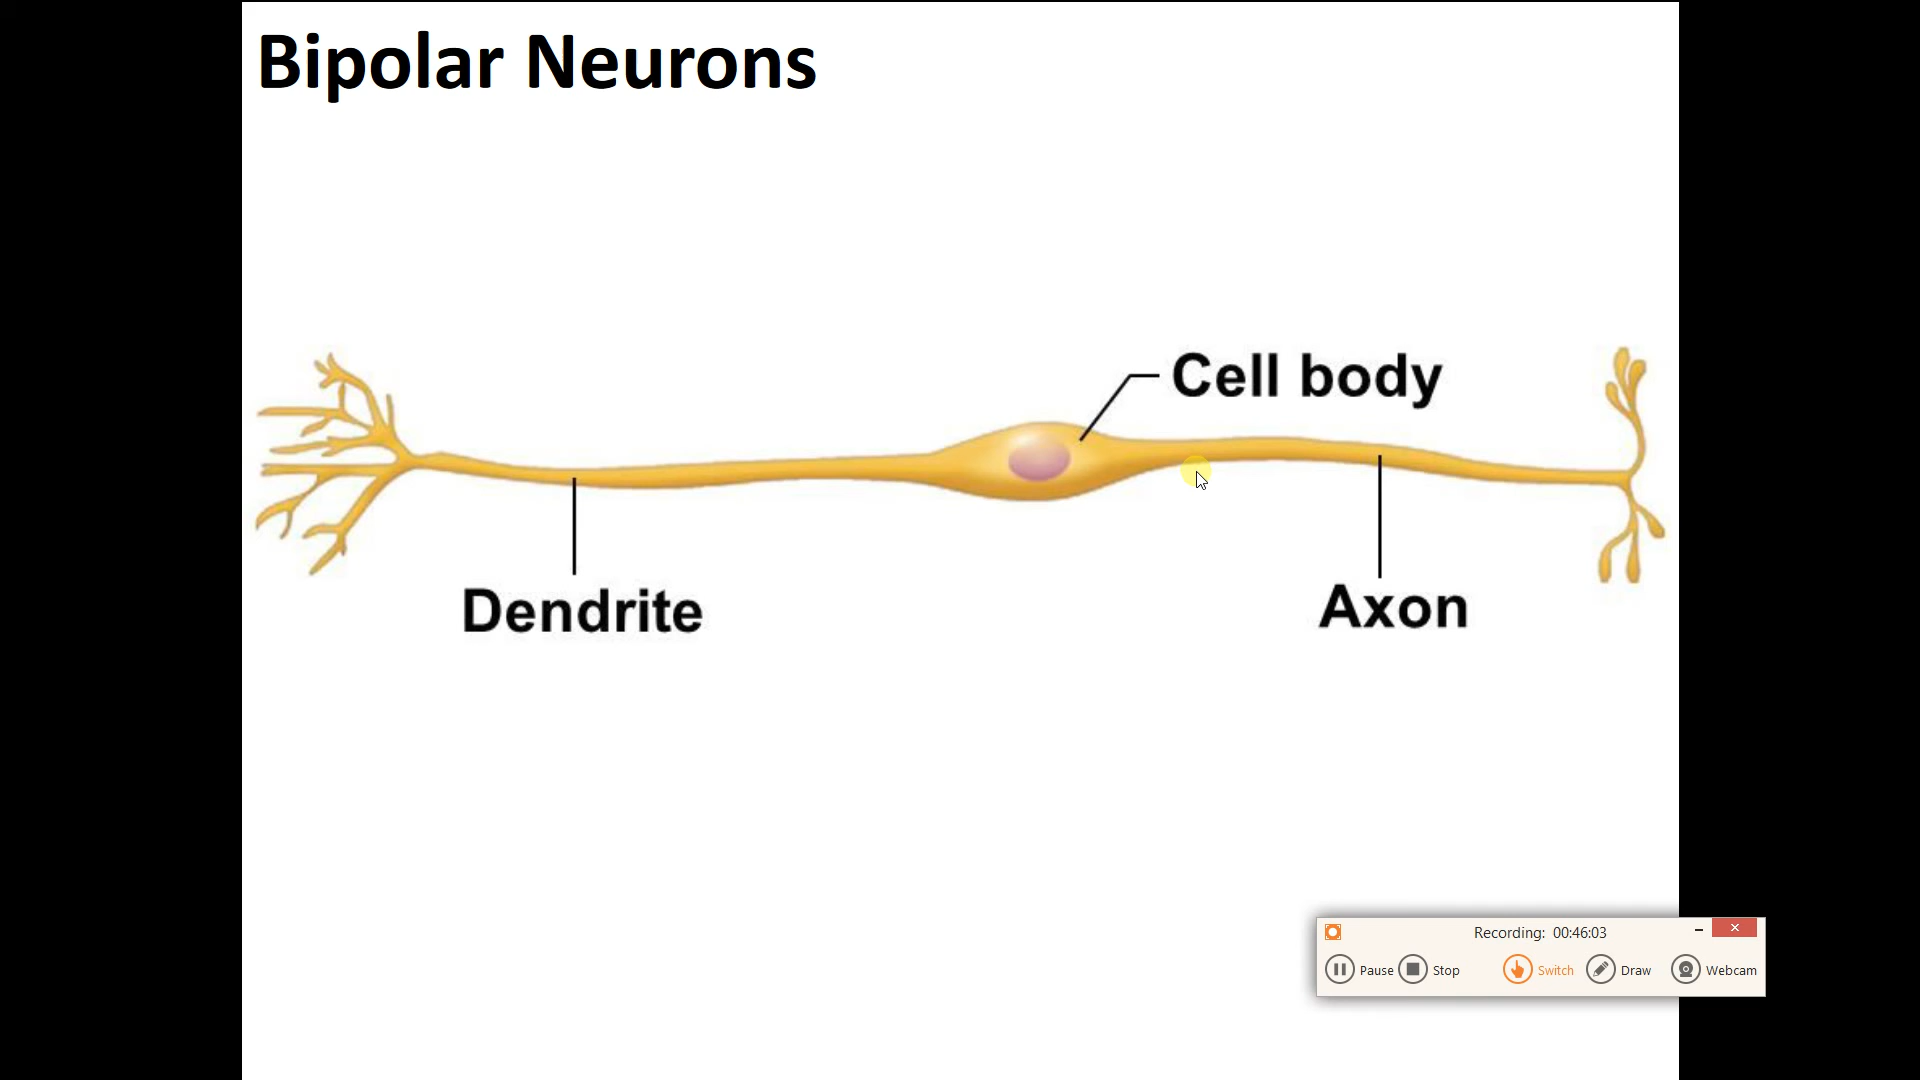 Bipolar Neurons
Cell body
Dendrite
Axon
Recording: 00:46:03
Pause Stop Switch Draw Webcam